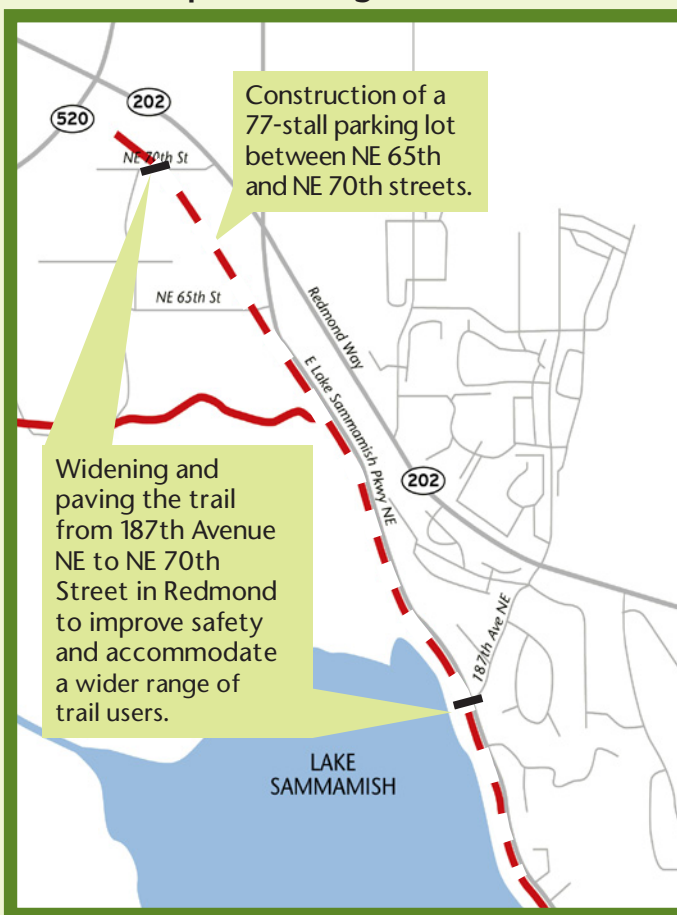 202
520
Construction of a
77-stall parking lot
between NE 65th
and NE 70th streets.
NE 70th St
NE 65th St
Redmond Way
E Lake Sammamish Pkwy NE
202
Widening and
paving the trail
from 187th Avenue
NE to NE 70th
Street in Redmond
to improve safety
and accommodate
a wider range of
trail users.
187th Ave NE
LAKE
SAMMAMISH